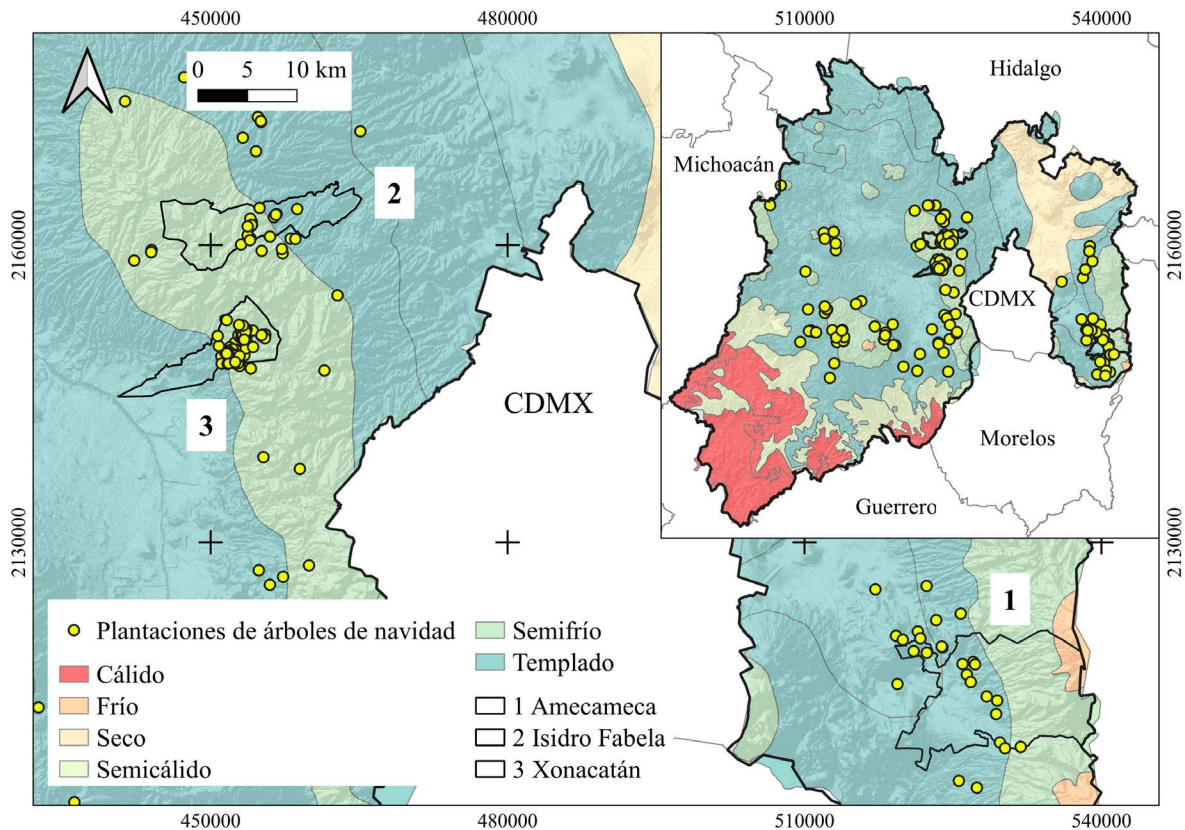 450000 480000 510000 540000
0 5 10 km
Hidalgo
Michoacán
2
2160000
2160000
CDMX
CDMX
3
Morelos
Guerrero
2130000
2130000
1
Plantaciones de árboles de navidad
Cálido
Frío
Seco
Semicálido
Semifrío
Templado
1 Amecameca
2 Isidro Fabela
3 Xonacatán
450000 480000 510000 540000